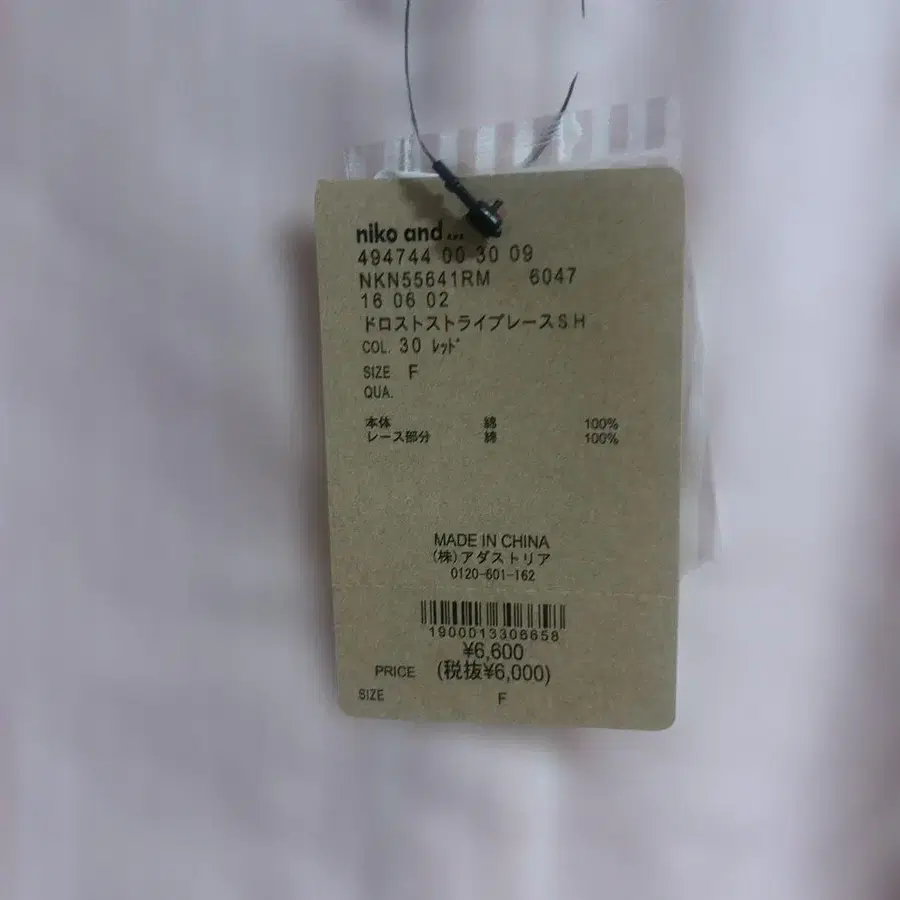 niko and ...
494744 00 30 09
NKN55641RM 6047
16 06 02
ドロストストライプレースSH
COL. 30 レッド
SIZE F
QUA.
本体 綿 100%
レース部分 綿 100%
MADE IN CHINA
(株)アダストリア
0120-601-162
1900013306658
¥6,600
PRICE (税抜¥6,000)
SIZE F